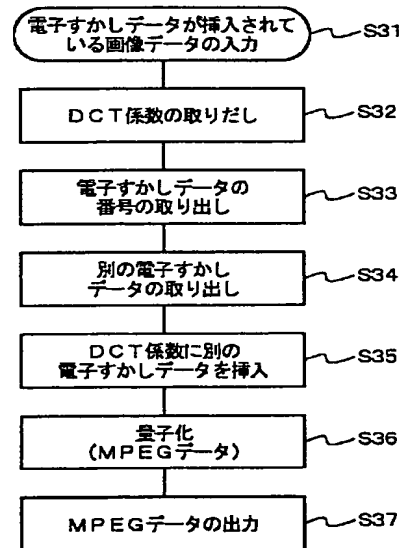 電子すかしデータが挿入されて
いる画像データの入力
S31
DCT係数の取りだし
S32
電子すかしデータの
番号の取り出し
S33
別の電子すかし
データの取り出し
S34
DCT係数に別の
電子すかしデータを挿入
S35
量子化
(MPEGデータ)
S36
MPEGデータの出力
S37